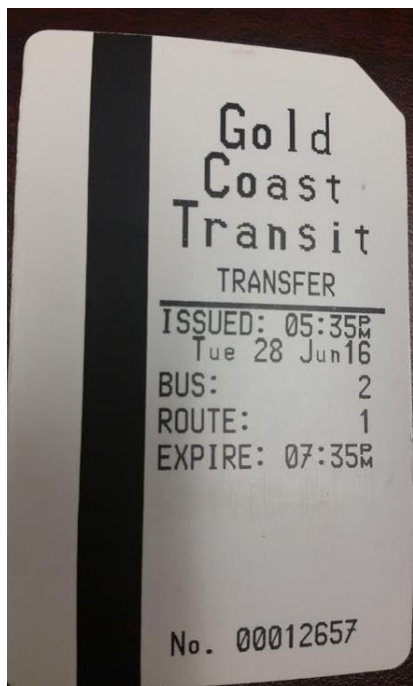 Gold
Coast
Transit
TRANSFER
ISSUED: 05:35PM
Tue 28 Jun16
BUS: 2
ROUTE: 1
EXPIRE: 07:35PM
No. 00012657